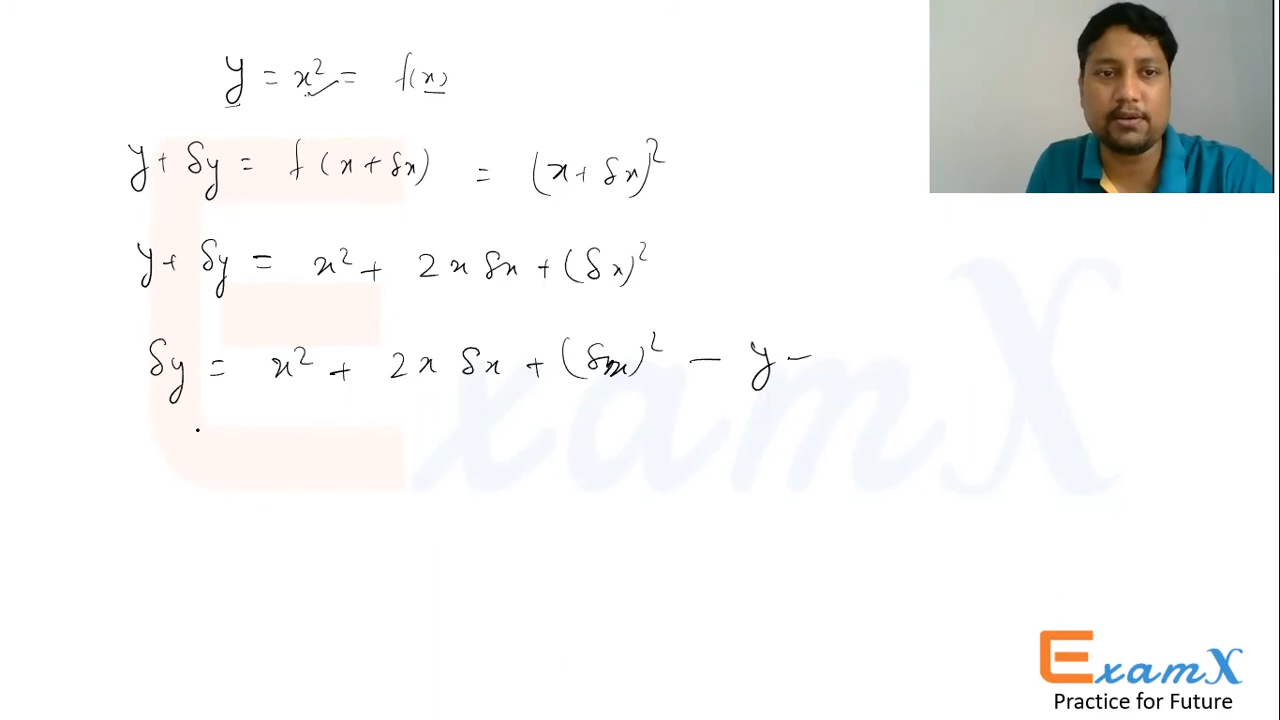 y = x² = f(x)
y + δy = f(x + δx) = (x + δx)²
y + δy = x² + 2x δx + (δx)²
δy = x² + 2x δx + (δx)² − y −
ExamX
ExamX
Practice for Future